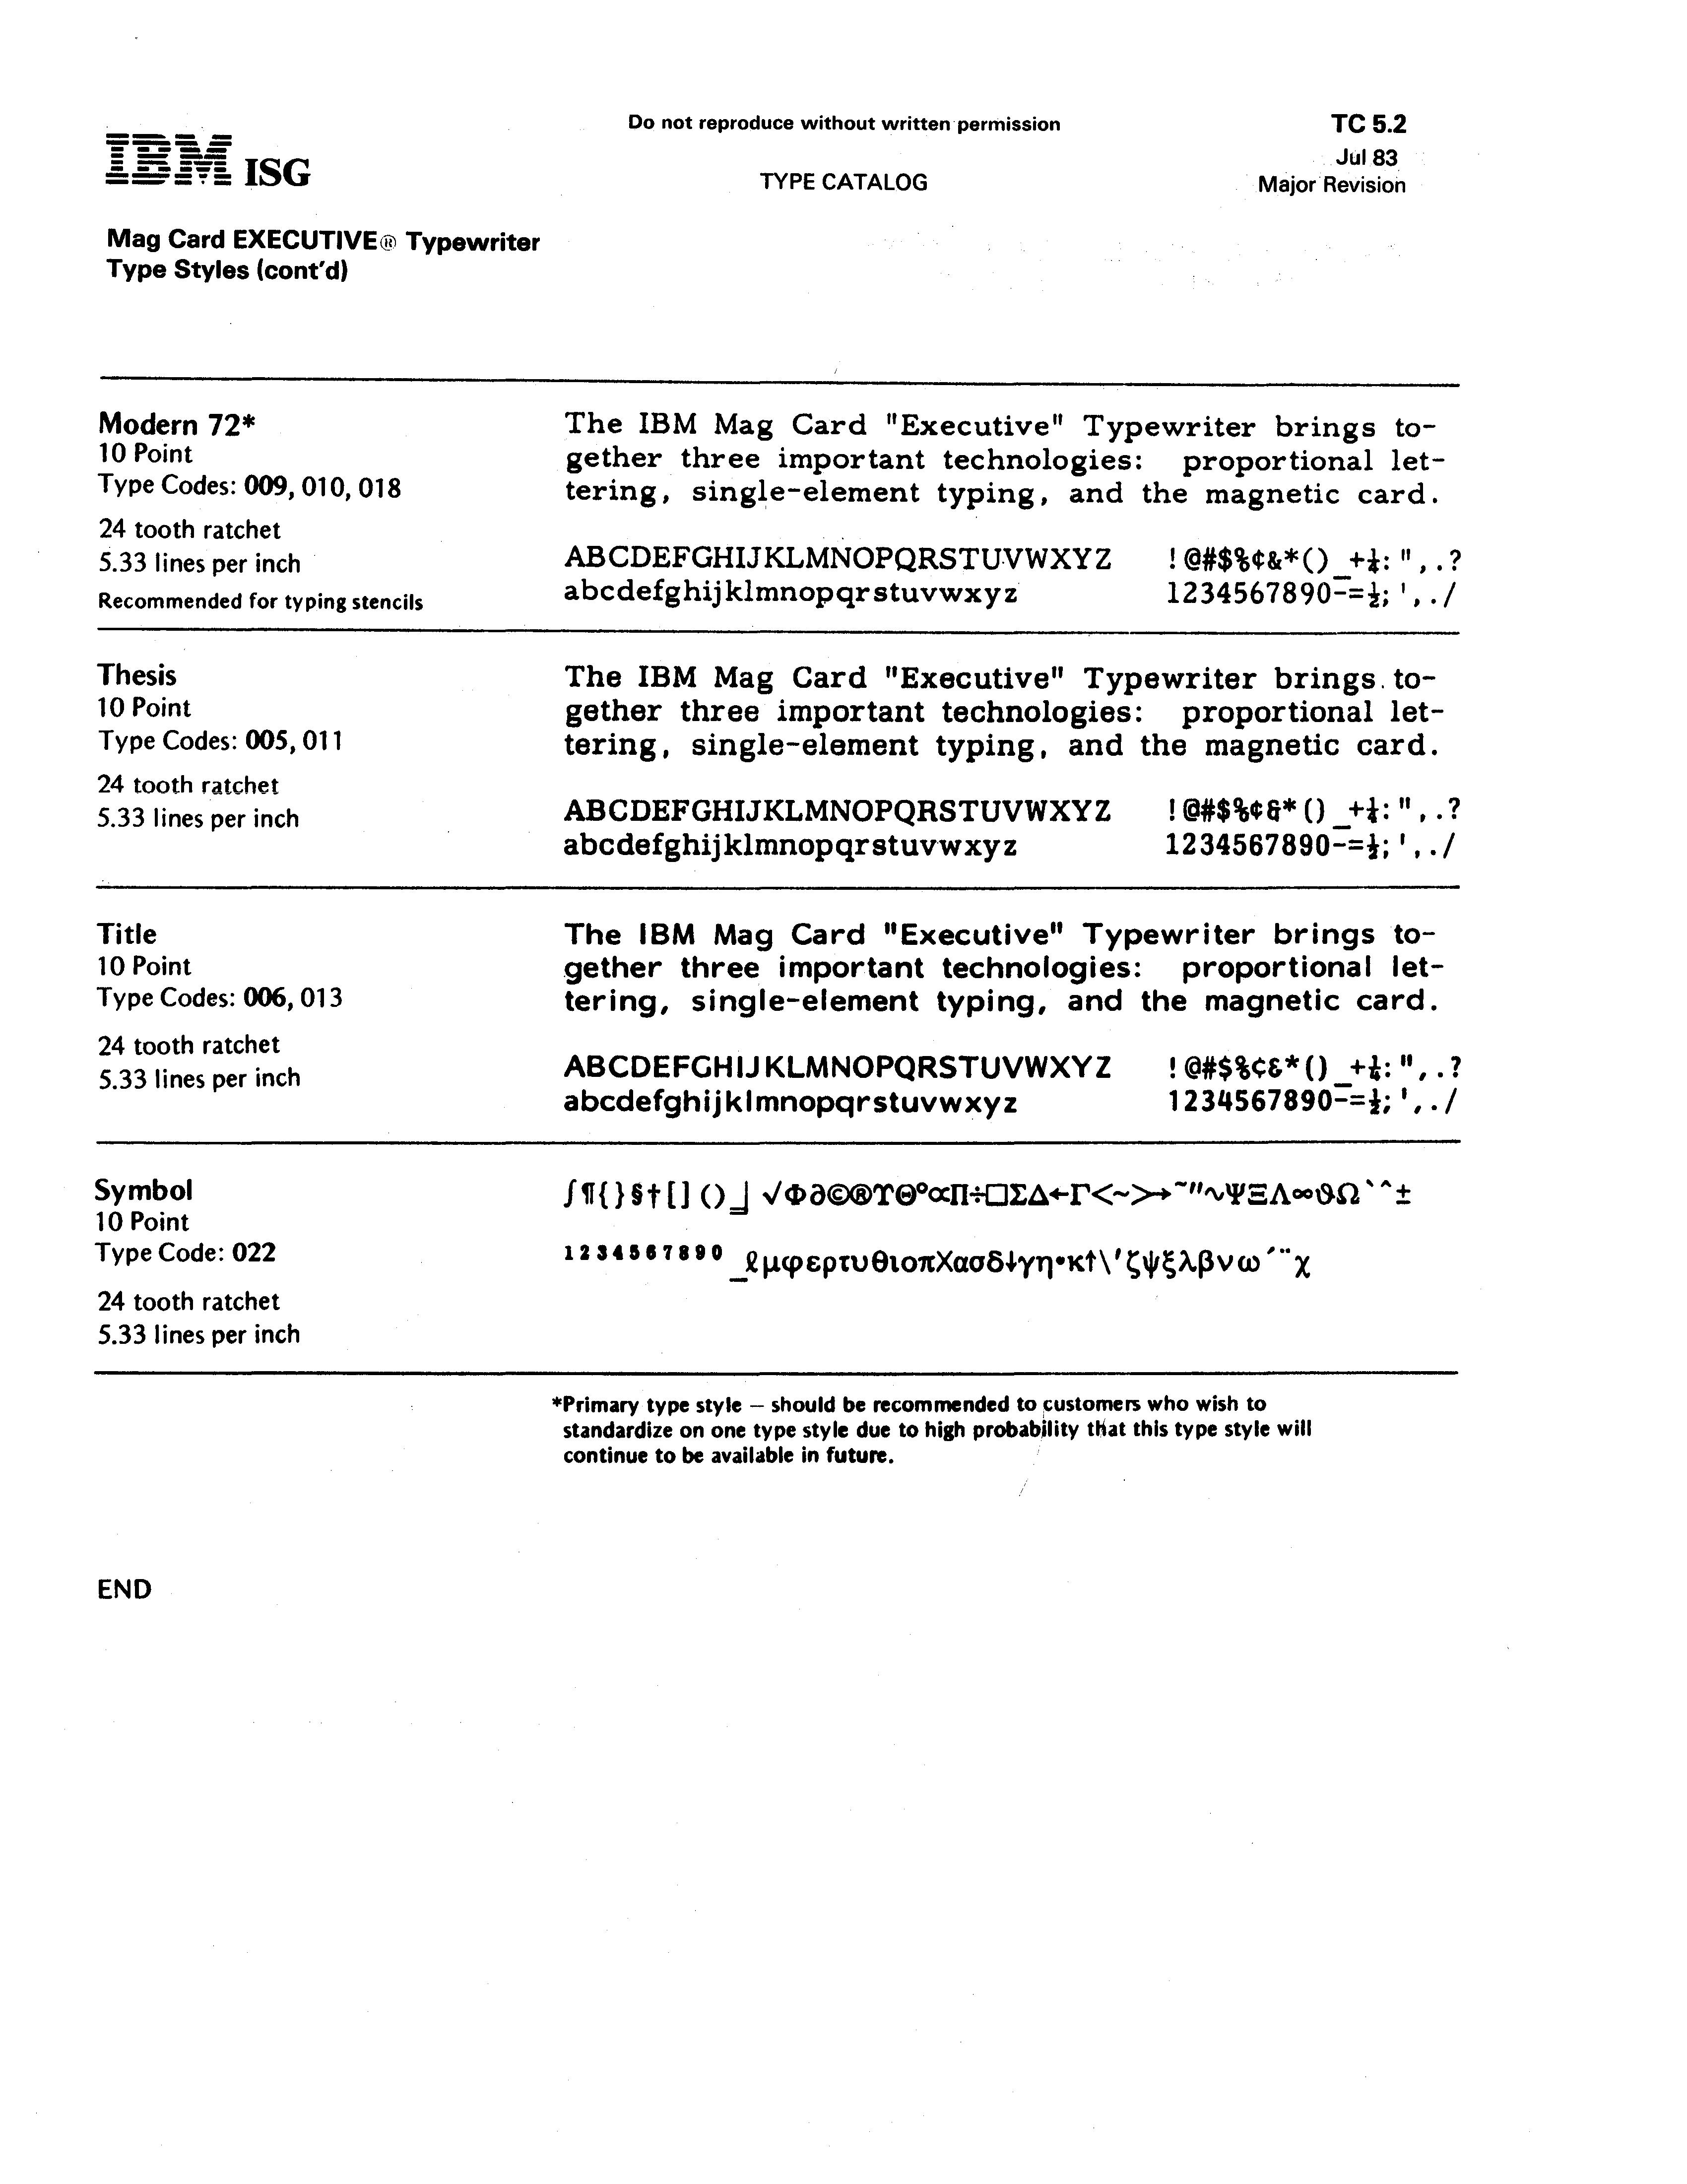 Do not reproduce without written permission
TC 5.2
IBM ISG
TYPE CATALOG
Jul 83
Major Revision
Mag Card EXECUTIVE® Typewriter
Type Styles (cont'd)
Modern 72*
10 Point
Type Codes: 009, 010, 018
24 tooth ratchet
5.33 lines per inch
Recommended for typing stencils
The IBM Mag Card "Executive" Typewriter brings to-
gether three important technologies: proportional let-
tering, single-element typing, and the magnetic card.
ABCDEFGHIJKLMNOPQRSTUVWXYZ !@#$%¢&*()_+¼:",.?
abcdefghijklmnopqrstuvwxyz 1234567890-=½;',./
Thesis
10 Point
Type Codes: 005, 011
24 tooth ratchet
5.33 lines per inch
The IBM Mag Card "Executive" Typewriter brings to-
gether three important technologies: proportional let-
tering, single-element typing, and the magnetic card.
ABCDEFGHIJKLMNOPQRSTUVWXYZ !@#$%¢&*()_+¼:",.?
abcdefghijklmnopqrstuvwxyz 1234567890-=½;',./
Title
10 Point
Type Codes: 006, 013
24 tooth ratchet
5.33 lines per inch
The IBM Mag Card "Executive" Typewriter brings to-
gether three important technologies: proportional let-
tering, single-element typing, and the magnetic card.
ABCDEFGHIJKLMNOPQRSTUVWXYZ !@#$%¢&*()_+¼:",.?
abcdefghijklmnopqrstuvwxyz 1234567890-=½;',./
Symbol
10 Point
Type Code: 022
24 tooth ratchet
5.33 lines per inch
∫¶{}§†[]()_⌋√Φ∂©®ϒΘ°∝Π÷□ΣΔ←Γ<~>→~"∿ΨΞΛ∞ϑΩ`^±
1234567890_ℓμφερτυθιοπXασδ↓γη•κ↑\'ζψξλβνω´¨χ
*Primary type style — should be recommended to customers who wish to
standardize on one type style due to high probability that this type style will
continue to be available in future.
END